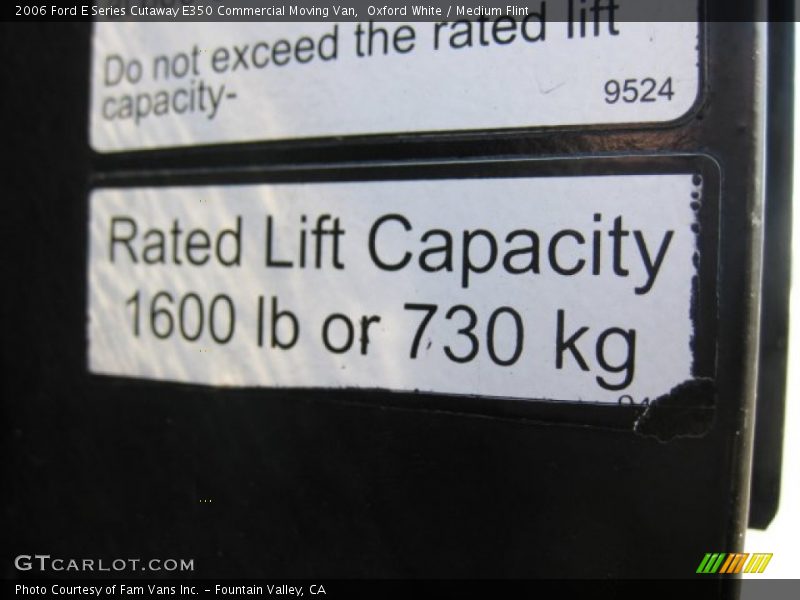 2006 Ford E Series Cutaway E350 Commercial Moving Van, Oxford White / Medium Flint
Do not exceed the rated lift
capacity-
9524
Rated Lift Capacity
1600 lb or 730 kg
GTCARLOT.COM
Photo Courtesy of Fam Vans Inc. - Fountain Valley, CA